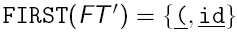 FIRST(FT′) = {(, id}